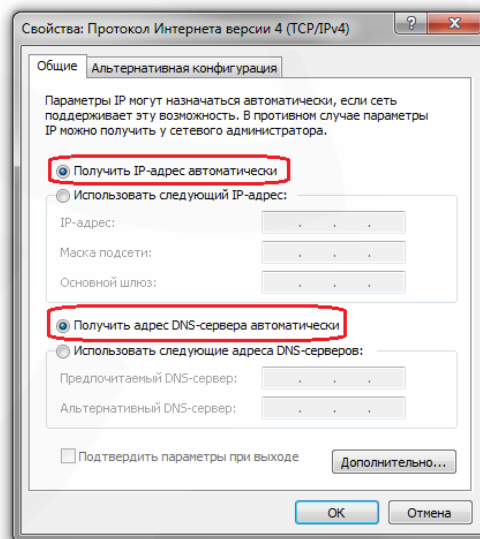 Свойства: Протокол Интернета версии 4 (TCP/IPv4)
Общие
Альтернативная конфигурация
Параметры IP могут назначаться автоматически, если сеть
поддерживает эту возможность. В противном случае параметры
IP можно получить у сетевого администратора.
Получить IP-адрес автоматически
Использовать следующий IP-адрес:
IP-адрес:
Маска подсети:
Основной шлюз:
Получить адрес DNS-сервера автоматически
Использовать следующие адреса DNS-серверов:
Предпочитаемый DNS-сервер:
Альтернативный DNS-сервер:
Подтвердить параметры при выходе
Дополнительно...
ОК
Отмена